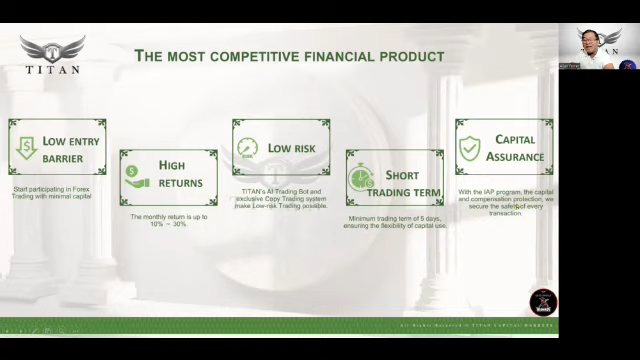 TITAN
THE MOST COMPETITIVE FINANCIAL PRODUCT
LOW ENTRY
BARRIER
Start participating in Forex
Trading with minimal capital
HIGH
RETURNS
The monthly return is up to
10% ~ 30%.
LOW RISK
TITAN's AI Trading Bot and
exclusive Copy Trading system
make Low-risk Trading possible.
SHORT
TRADING TERM
Minimum trading term of 5 days,
ensuring the flexibility of capital use.
CAPITAL
ASSURANCE
With the IAP program, the capital
and compensation protection, we
secure the safety of every
transaction.
All Rights Reserved © TITAN CAPITAL MARKETS